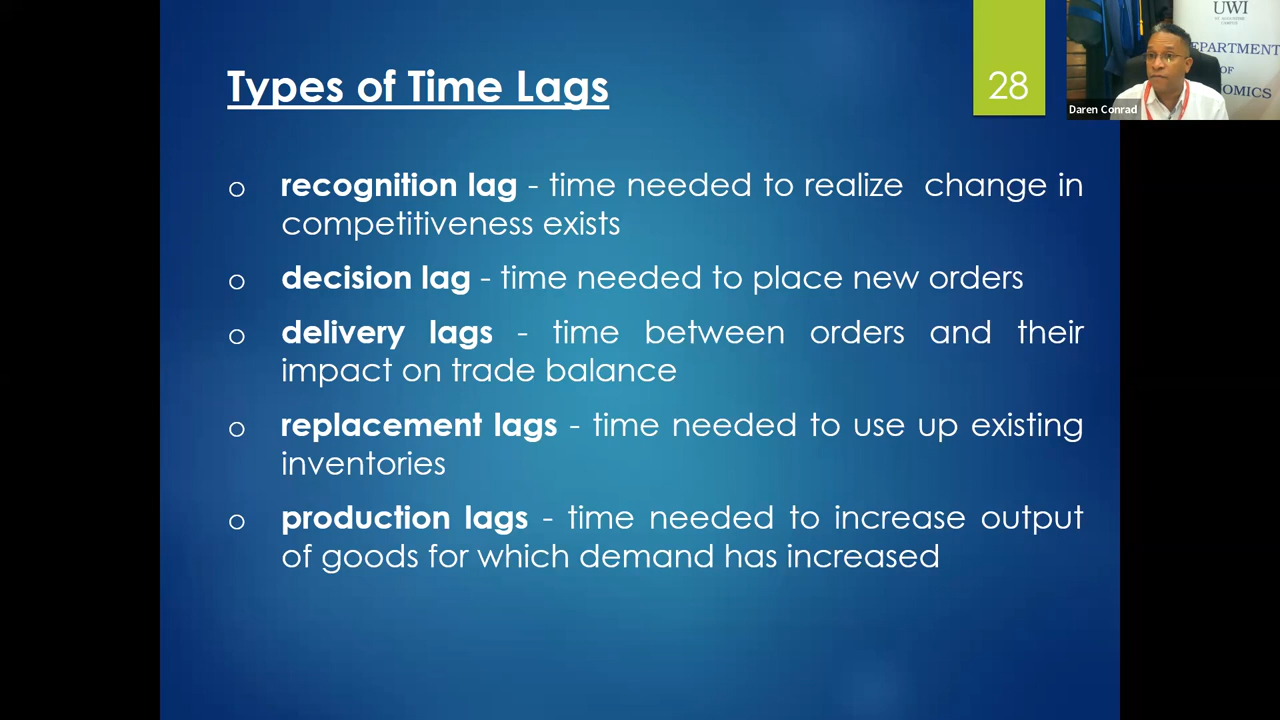 Types of Time Lags
28
UWI
DEPARTMENT
OF
OMICS
Daren Conrad
o recognition lag - time needed to realize change in
competitiveness exists
o decision lag - time needed to place new orders
o delivery lags - time between orders and their
impact on trade balance
o replacement lags - time needed to use up existing
inventories
o production lags - time needed to increase output
of goods for which demand has increased